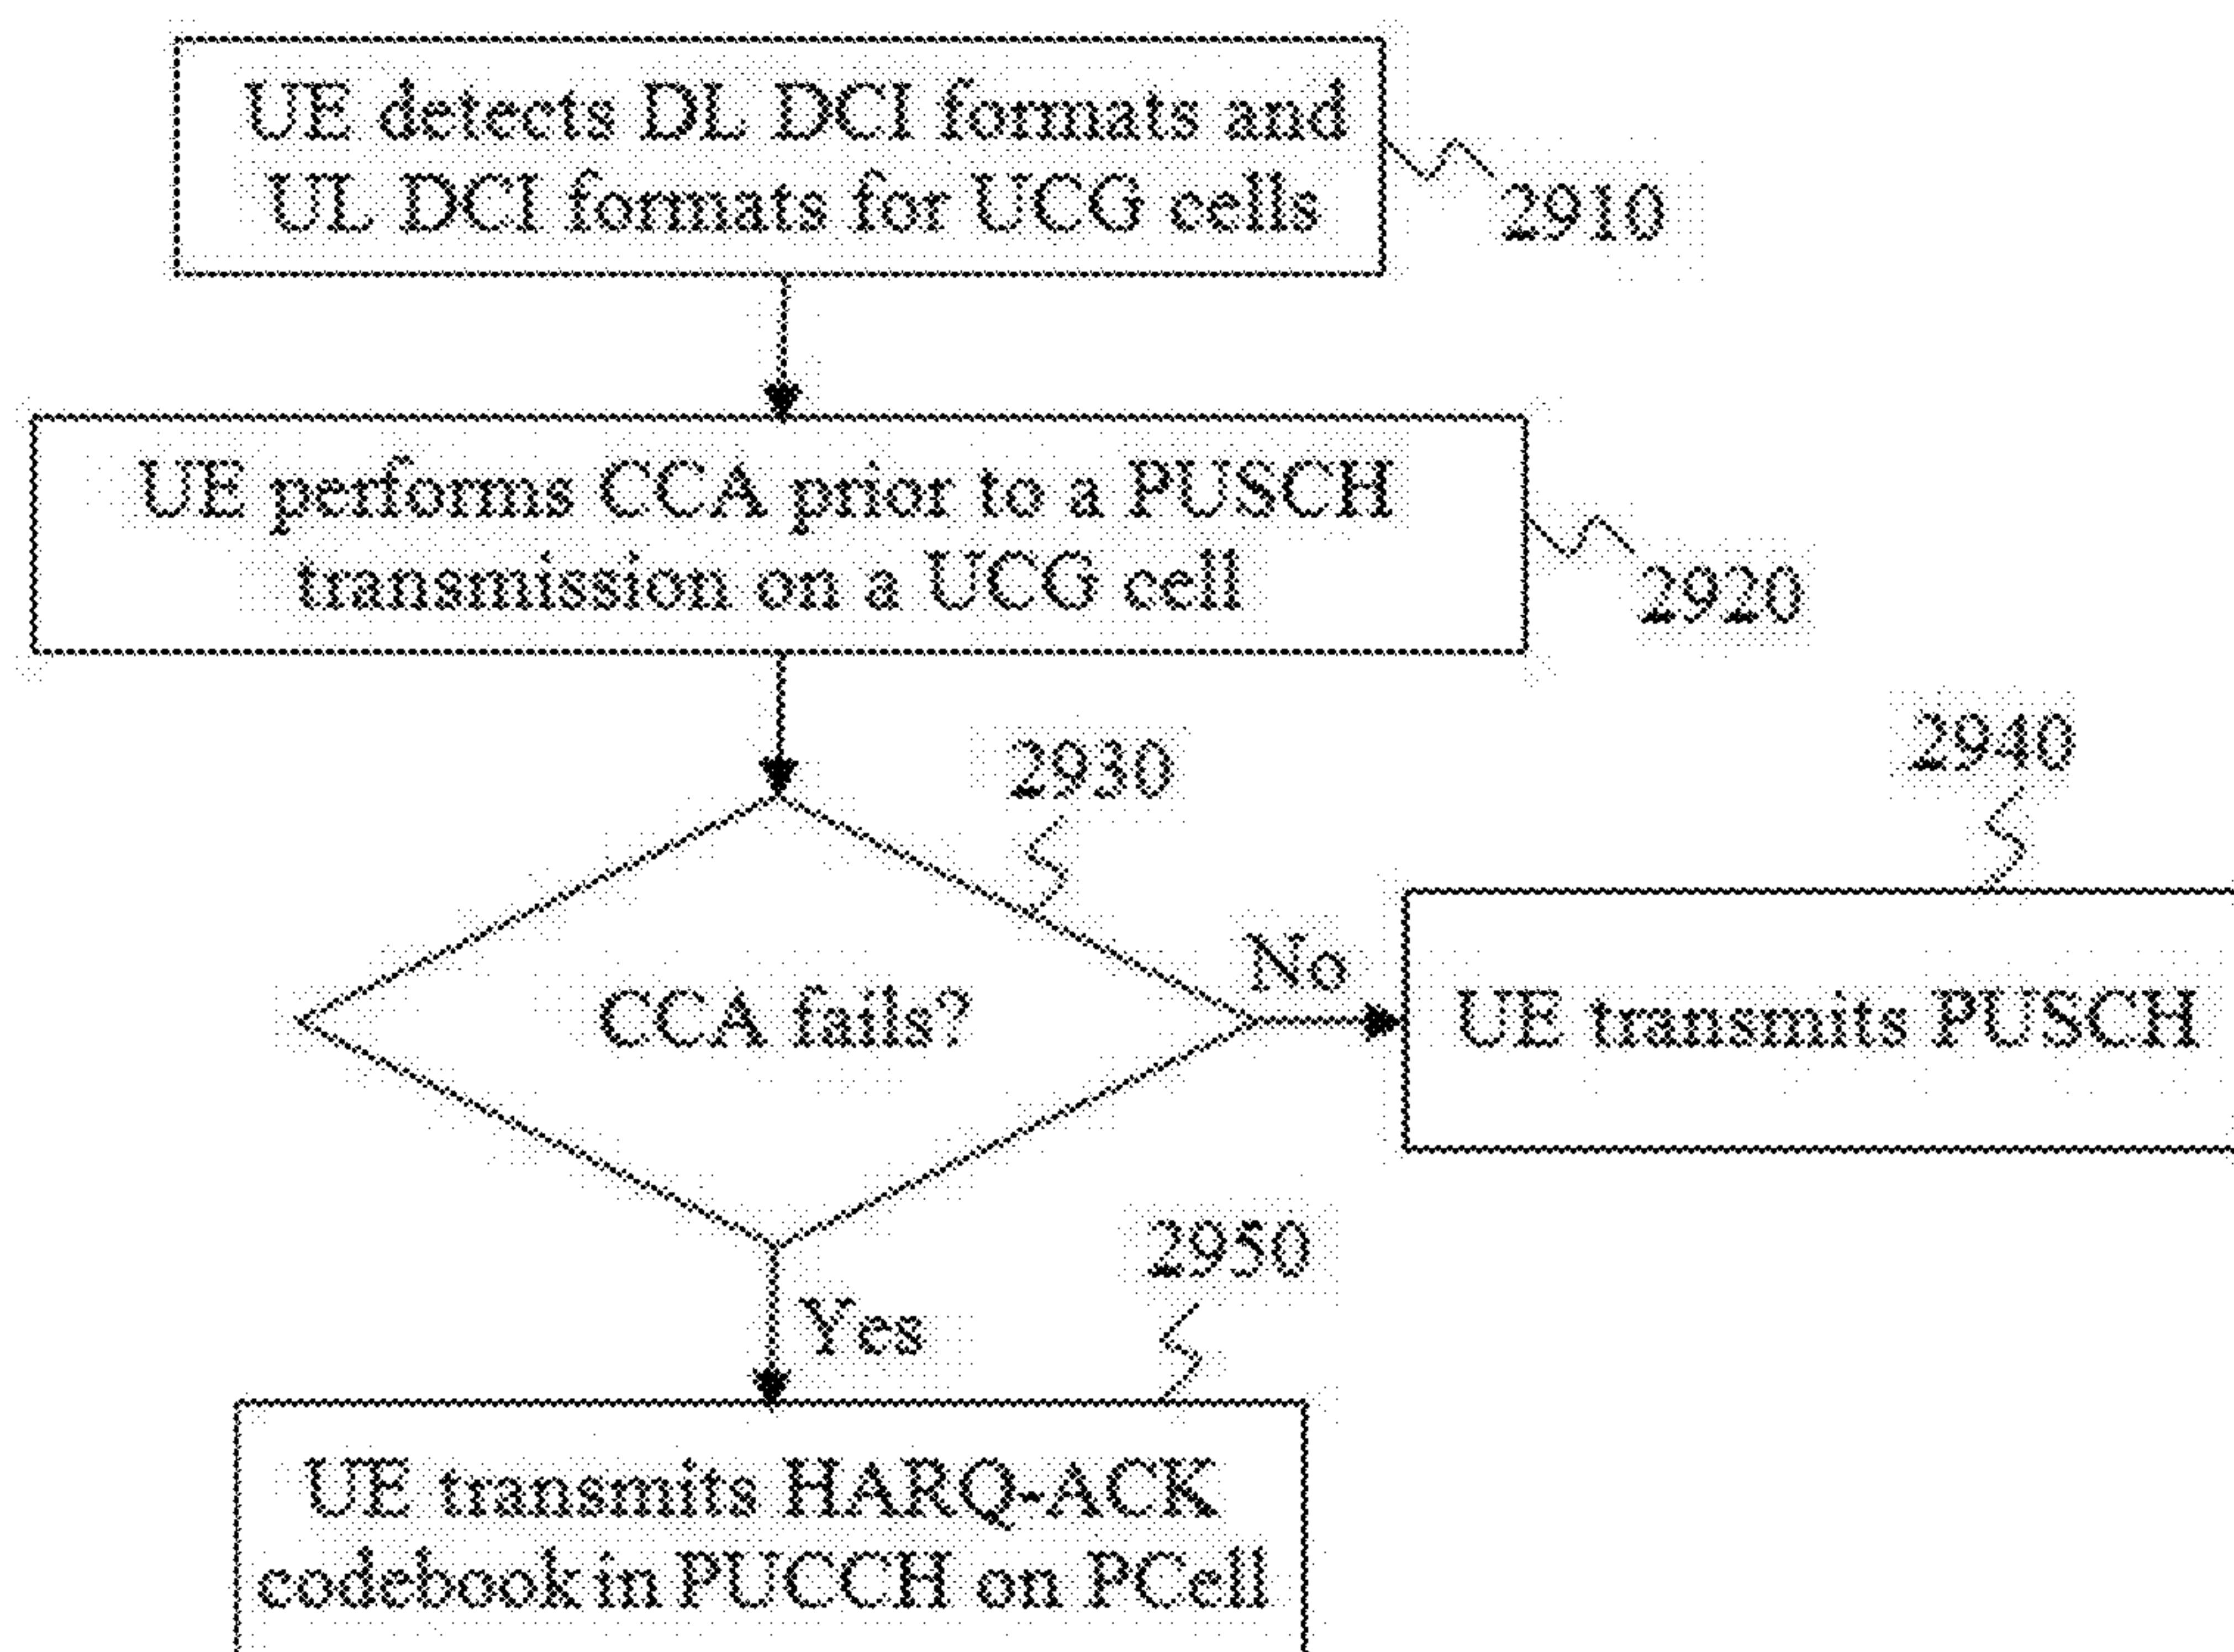 UE detects DL DCI formats and
UL DCI formats for UCG cells
2910
UE performs CCA prior to a PUSCH
transmission on a UCG cell
2920
2930
2940
CCA fails?
No
UE transmits PUSCH
2950
Yes
UE transmits HARQ-ACK
codebook in PUCCH on PCell